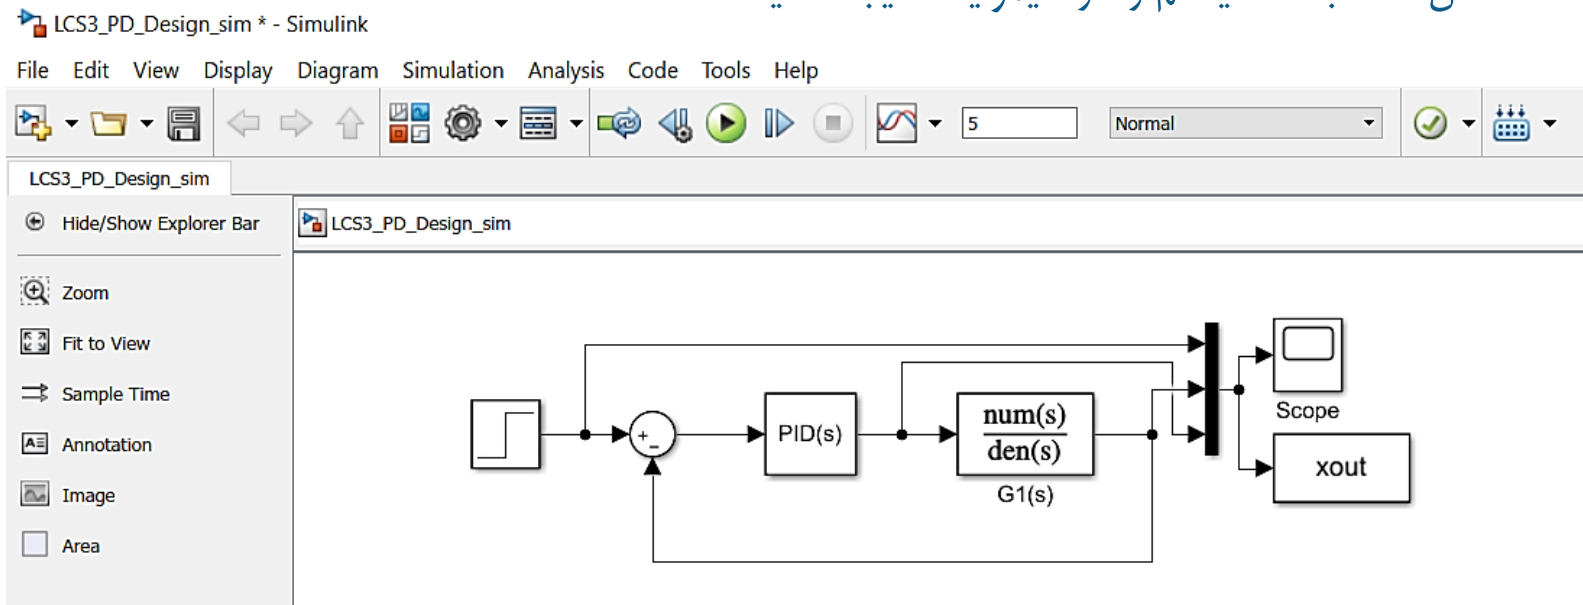 LCS3_PD_Design_sim * - Simulink
File Edit View Display Diagram Simulation Analysis Code Tools Help
5 Normal
LCS3_PD_Design_sim
Hide/Show Explorer Bar
LCS3_PD_Design_sim
Zoom
Fit to View
Sample Time
Annotation
Image
Area
+
−
PID(s)
num(s)
den(s)
G1(s)
Scope
xout